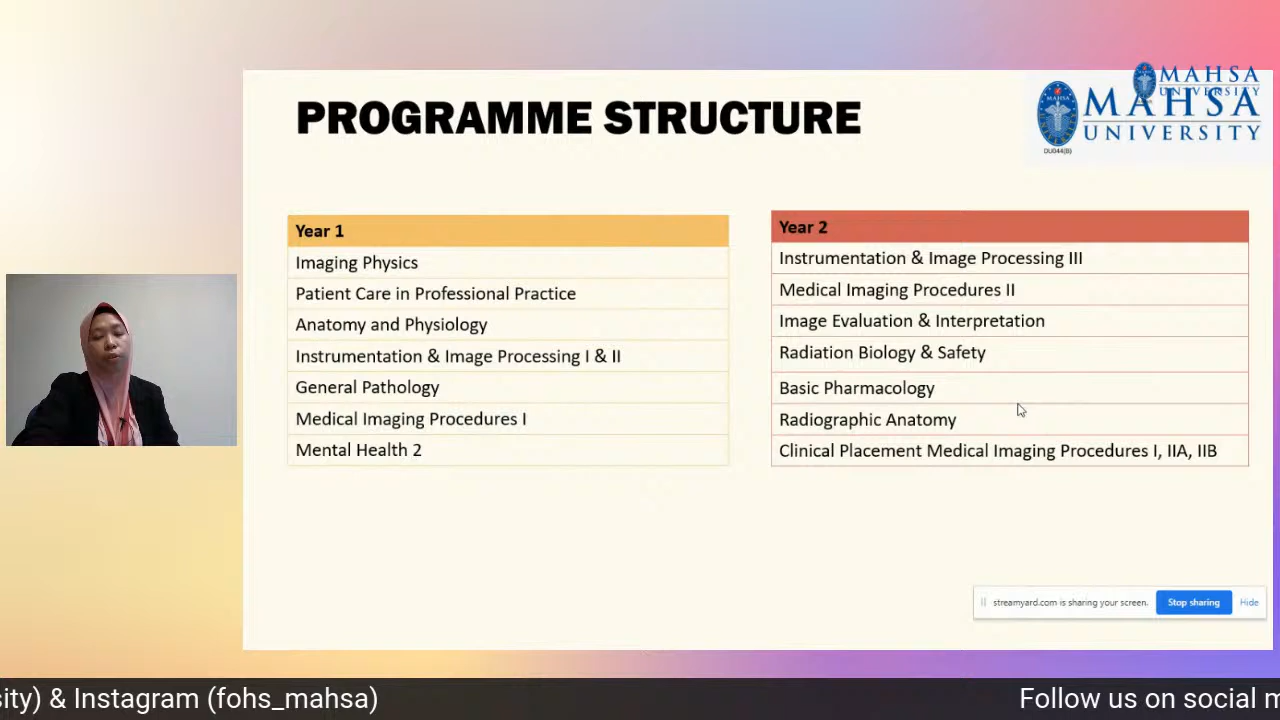 PROGRAMME STRUCTURE
MAHSA
UNIVERSITY
MAHSA
UNIVERSITY
DU044(B)
Year 1
Imaging Physics
Patient Care in Professional Practice
Anatomy and Physiology
Instrumentation & Image Processing I & II
General Pathology
Medical Imaging Procedures I
Mental Health 2
Year 2
Instrumentation & Image Processing III
Medical Imaging Procedures II
Image Evaluation & Interpretation
Radiation Biology & Safety
Basic Pharmacology
Radiographic Anatomy
Clinical Placement Medical Imaging Procedures I, IIA, IIB
streamyard.com is sharing your screen.
Stop sharing
Hide
sity) & Instagram (fohs_mahsa)
Follow us on social m